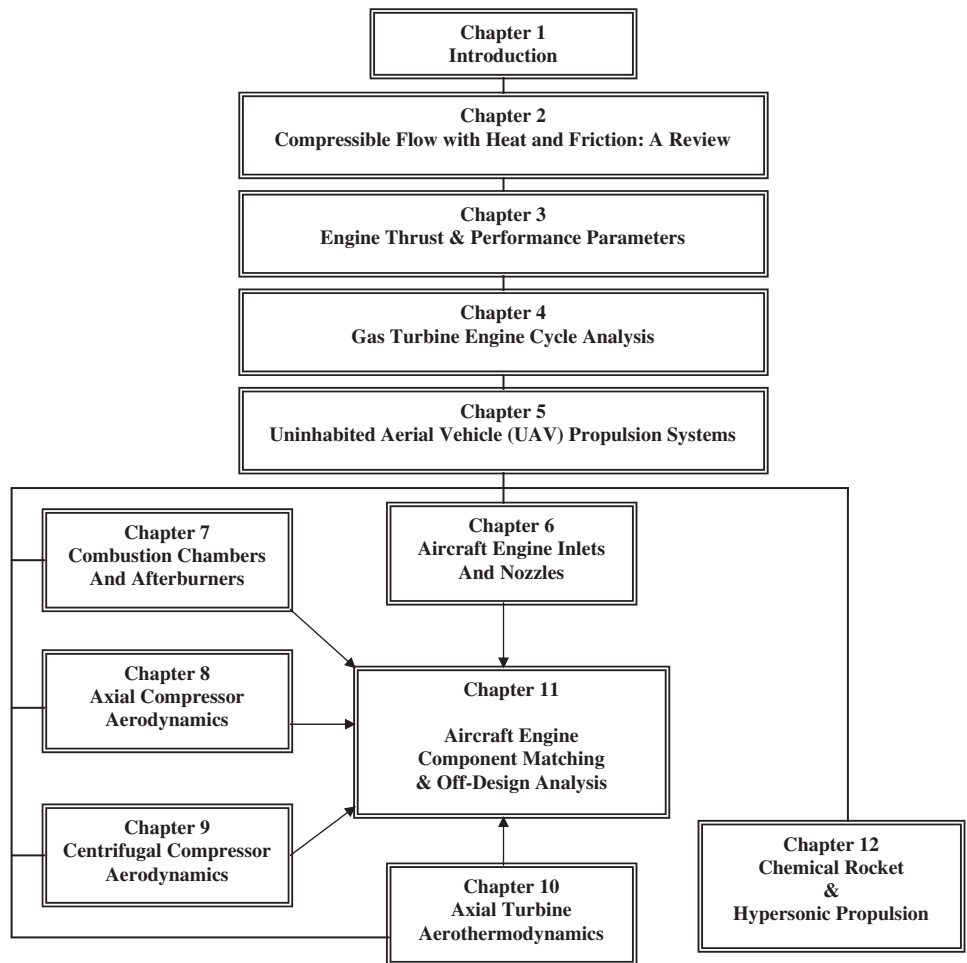 Chapter 1
Introduction
Chapter 2
Compressible Flow with Heat and Friction: A Review
Chapter 3
Engine Thrust & Performance Parameters
Chapter 4
Gas Turbine Engine Cycle Analysis
Chapter 5
Uninhabited Aerial Vehicle (UAV) Propulsion Systems
Chapter 6
Aircraft Engine Inlets
And Nozzles
Chapter 7
Combustion Chambers
And Afterburners
Chapter 8
Axial Compressor
Aerodynamics
Chapter 9
Centrifugal Compressor
Aerodynamics
Chapter 10
Axial Turbine
Aerothermodynamics
Chapter 11
Aircraft Engine
Component Matching
& Off-Design Analysis
Chapter 12
Chemical Rocket
&
Hypersonic Propulsion